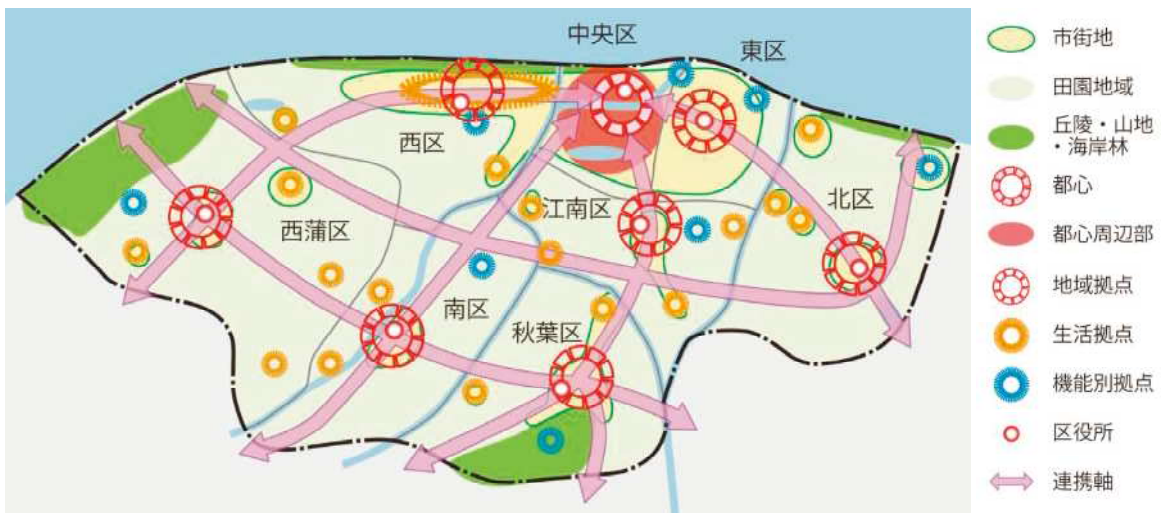 中央区
東区
西区
北区
江南区
西蒲区
南区
秋葉区
市街地
田園地域
丘陵・山地
・海岸林
都心
都心周辺部
地域拠点
生活拠点
機能別拠点
区役所
連携軸